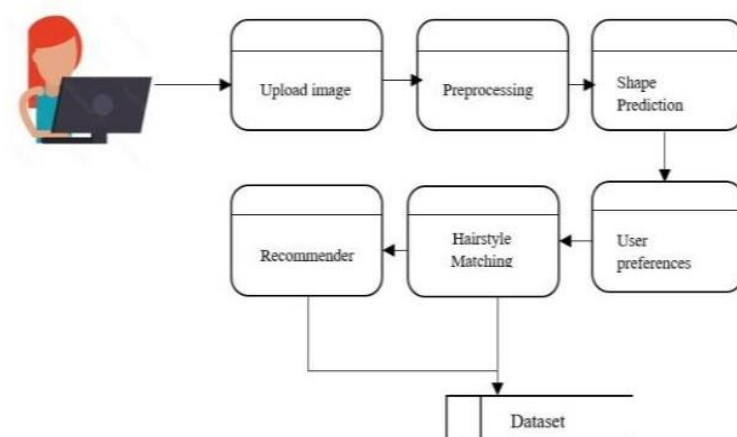 Upload image
Preprocessing
Shape
Prediction
Recommender
Hairstyle
Matching
User
preferences
Dataset